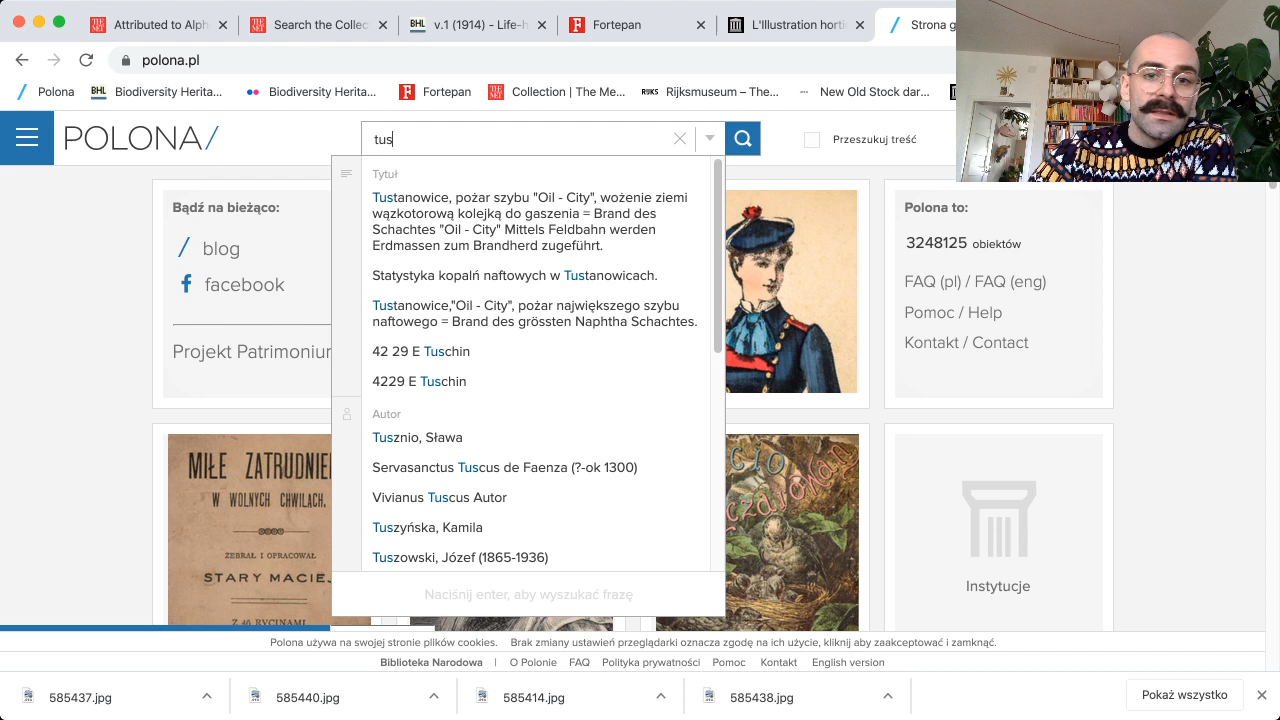 Attributed to Alph
Search the Collec
BHL
v.1 (1914) - Life-h
Fortepan
L'Illustration horti
Strona g
polona.pl
Polona
BHL Biodiversity Herita...
Biodiversity Herita...
Fortepan
Collection | The Me...
RIJKS Rijksmuseum – The...
New Old Stock dar...
POLONA/
tus
Przeszukuj treść
Bądź na bieżąco:
/ blog
facebook
Projekt Patrimoniur
Tytuł
Tustanowice, pożar szybu "Oil - City", wożenie ziemi
wązkotorową kolejką do gaszenia = Brand des
Schachtes "Oil - City" Mittels Feldbahn werden
Erdmassen zum Brandherd zugeführt.
Statystyka kopalń naftowych w Tustanowicach.
Tustanowice,"Oil - City", pożar największego szybu
naftowego = Brand des grössten Naphtha Schachtes.
42 29 E Tuschin
4229 E Tuschin
Autor
Tusznio, Sława
Servasanctus Tuscus de Faenza (?-ok 1300)
Vivianus Tuscus Autor
Tuszyńska, Kamila
Tuszowski, Józef (1865-1936)
Naciśnij enter, aby wyszukać frazę
Polona to:
3248125 obiektów
FAQ (pl) / FAQ (eng)
Pomoc / Help
Kontakt / Contact
MIŁE ZATRUDNIE
W WOLNYCH CHWILACH,
ZEBRAŁ I OPRACOWAŁ
STARY MACIEJ
Z 40 RYCINAMI
Instytucje
Polona używa na swojej stronie plików cookies. Brak zmiany ustawień przeglądarki oznacza zgodę na ich użycie, kliknij aby zaakceptować i zamknąć.
Biblioteka Narodowa | O Polonie FAQ Polityka prywatności Pomoc Kontakt English version
585437.jpg
585440.jpg
585414.jpg
585438.jpg
Pokaż wszystko